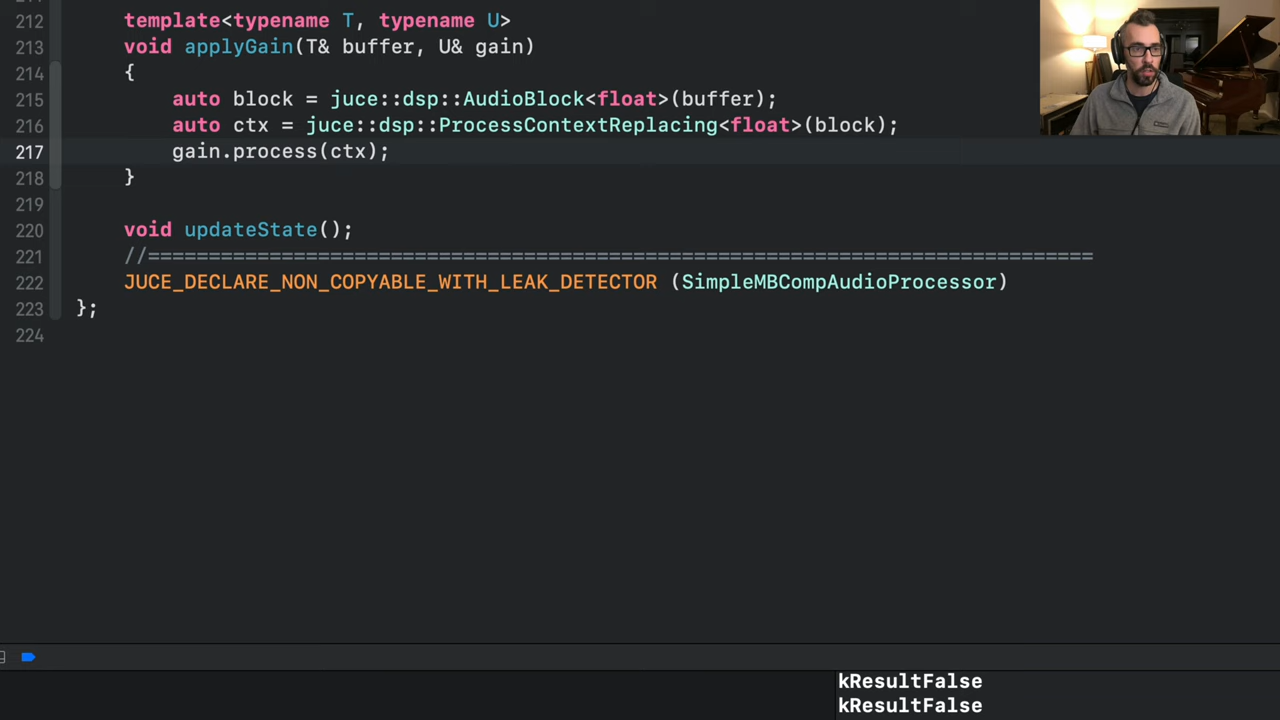 212 template<typename T, typename U>
213 void applyGain(T& buffer, U& gain)
214 {
215 auto block = juce::dsp::AudioBlock<float>(buffer);
216 auto ctx = juce::dsp::ProcessContextReplacing<float>(block);
217 gain.process(ctx);
218 }
219
220 void updateState();
221 //==============================================================================
222 JUCE_DECLARE_NON_COPYABLE_WITH_LEAK_DETECTOR (SimpleMBCompAudioProcessor)
223 };
224
kResultFalse
kResultFalse